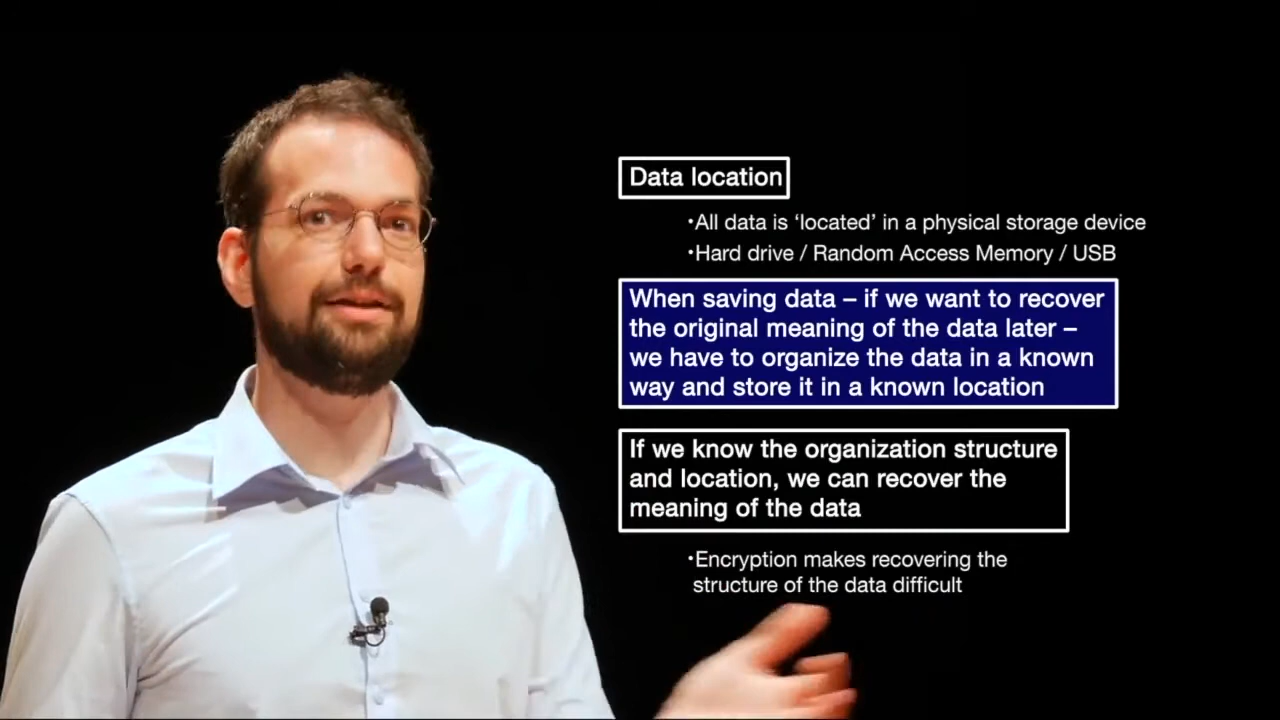 Data location
•All data is ‘located’ in a physical storage device
•Hard drive / Random Access Memory / USB
When saving data – if we want to recover
the original meaning of the data later –
we have to organize the data in a known
way and store it in a known location
If we know the organization structure
and location, we can recover the
meaning of the data
•Encryption makes recovering the
structure of the data difficult